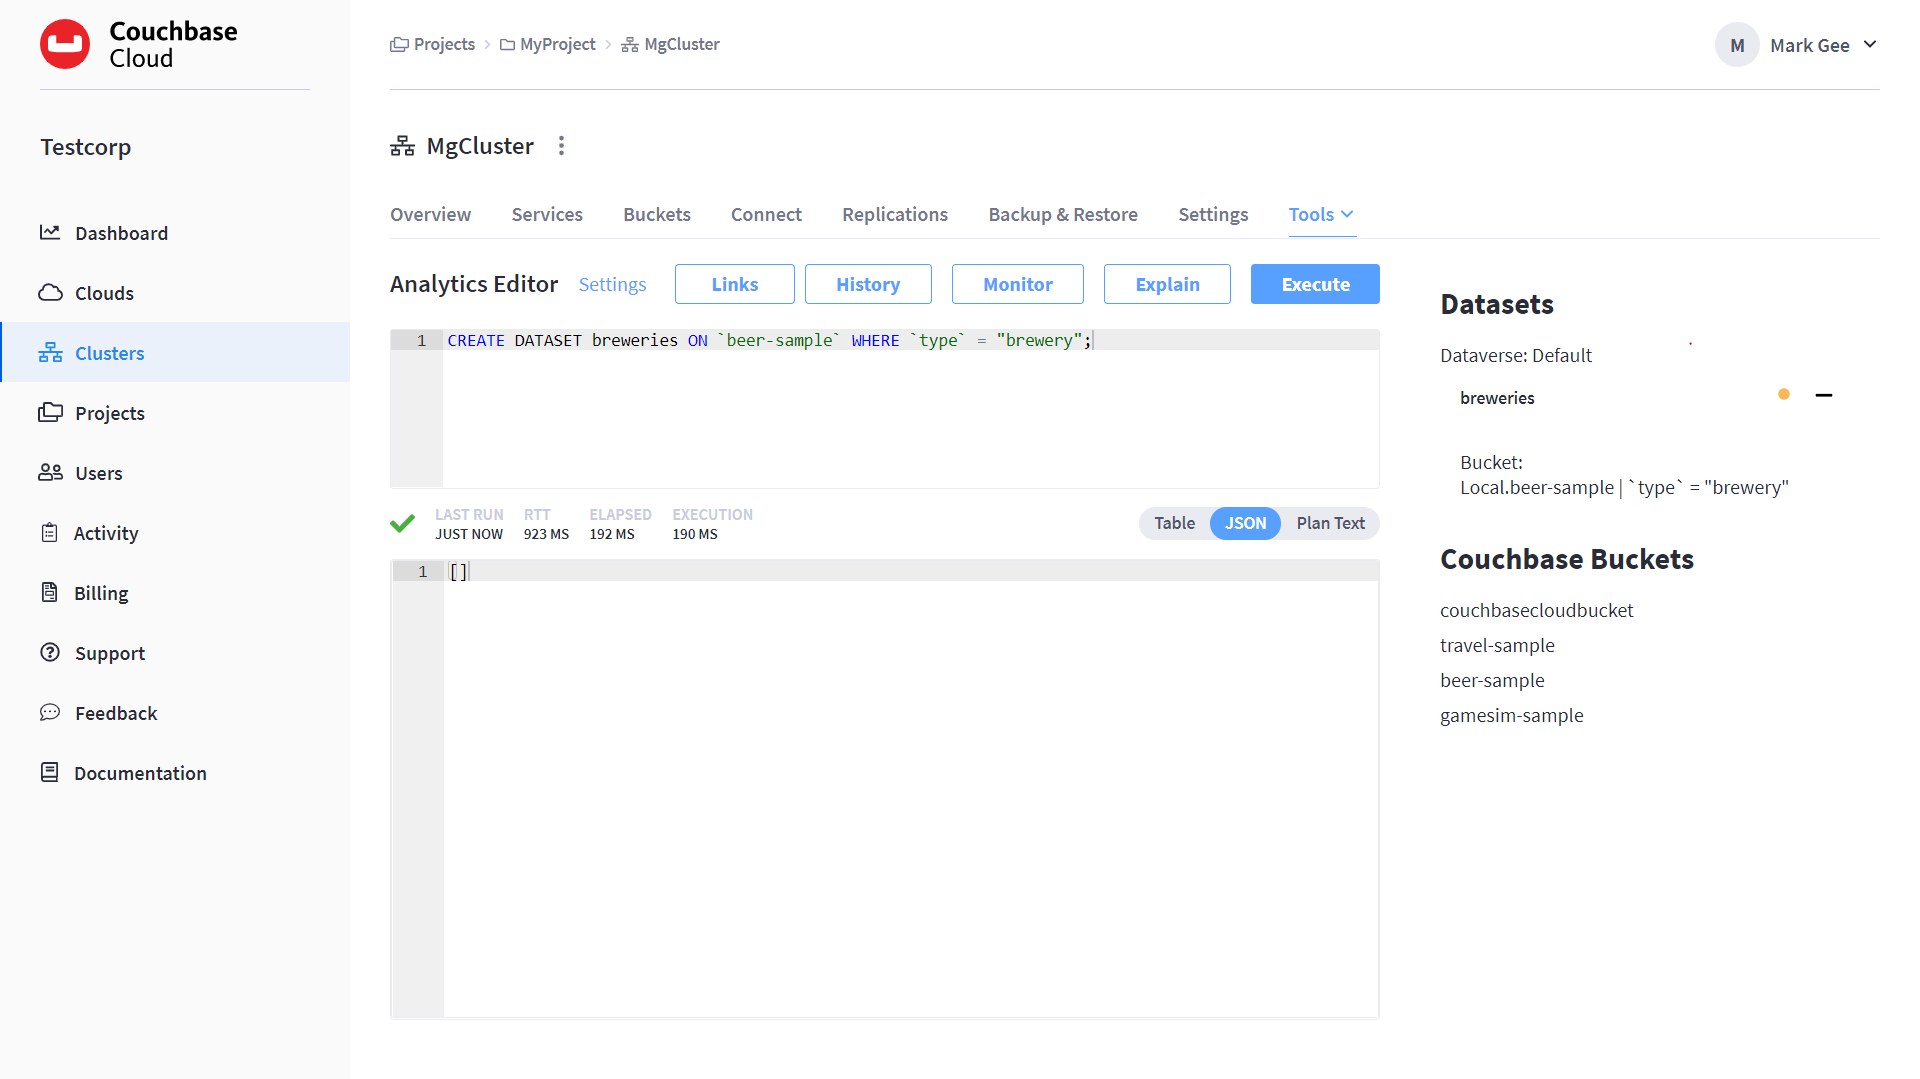 Couchbase
Cloud
Projects > MyProject > MgCluster
M Mark Gee
Testcorp
Dashboard
Clouds
Clusters
Projects
Users
Activity
Billing
Support
Feedback
Documentation
MgCluster
Overview Services Buckets Connect Replications Backup & Restore Settings Tools
Analytics Editor Settings Links History Monitor Explain Execute
1 CREATE DATASET breweries ON `beer-sample` WHERE `type` = "brewery";
LAST RUN RTT ELAPSED EXECUTION
JUST NOW 923 MS 192 MS 190 MS
Table JSON Plan Text
1 []
Datasets
Dataverse: Default
breweries
Bucket:
Local.beer-sample | `type` = "brewery"
Couchbase Buckets
couchbasecloudbucket
travel-sample
beer-sample
gamesim-sample